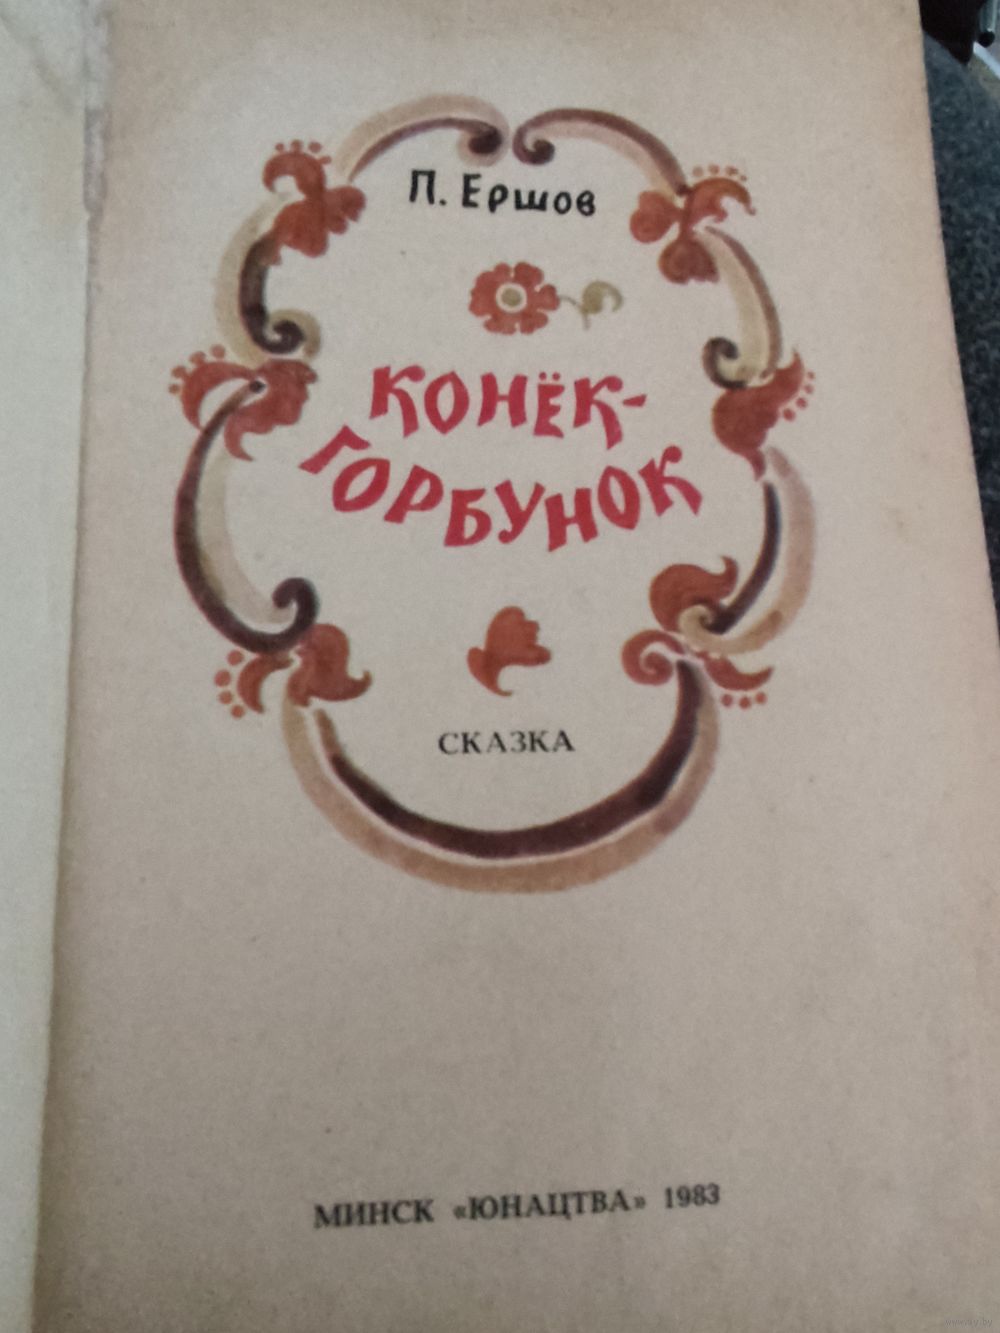 П. Ершов
КОНЁК-
ГОРБУНОК
СКАЗКА
МИНСК «ЮНАЦТВА» 1983